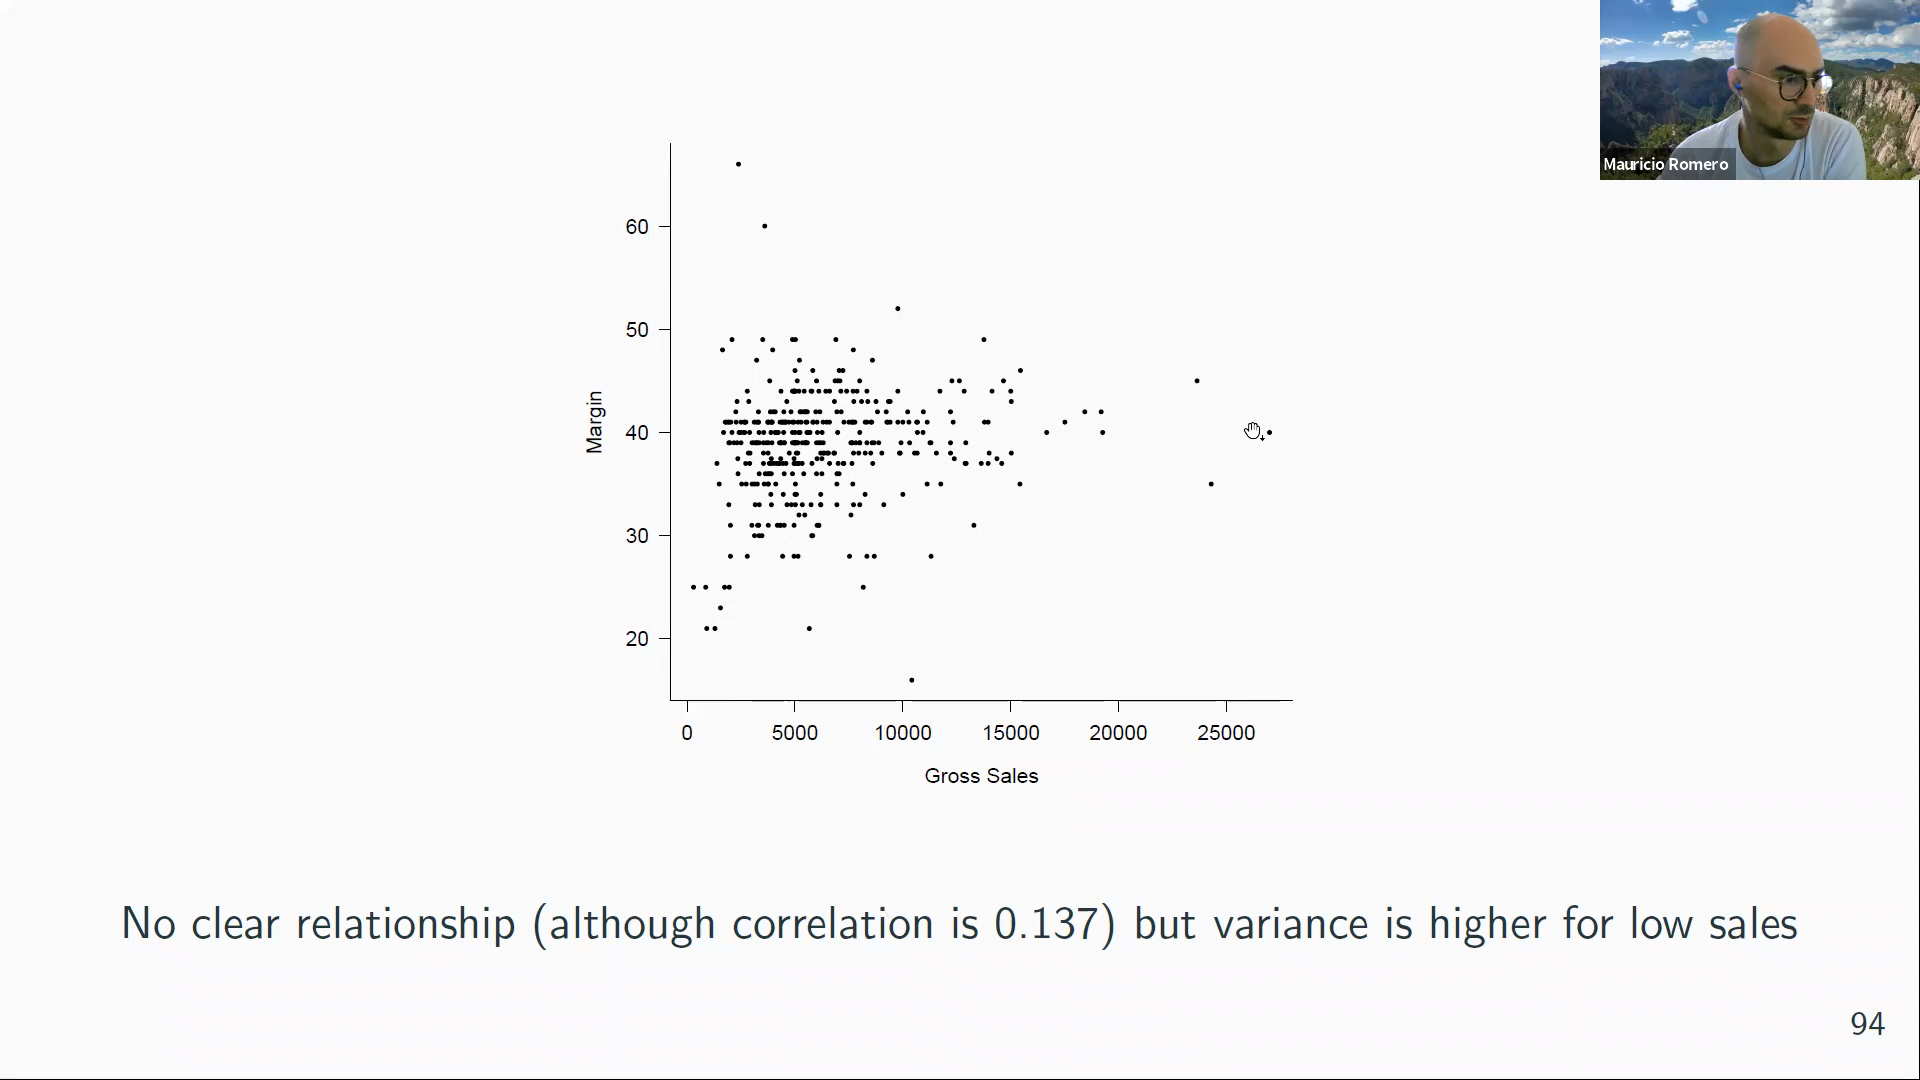 Mauricio Romero
60
50
40
30
20
Margin
0 5000 10000 15000 20000 25000
Gross Sales
No clear relationship (although correlation is 0.137) but variance is higher for low sales
94